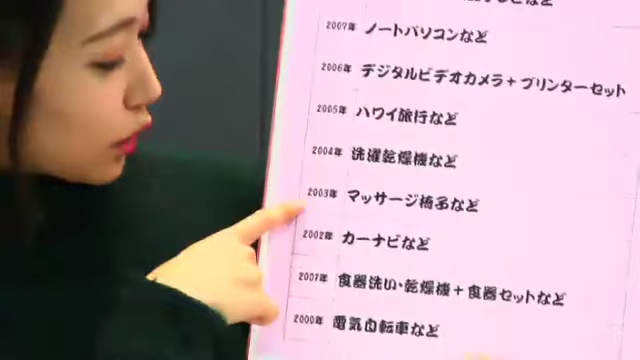 など
2007年 ノートパソコンなど
2006年 デジタルビデオカメラ+プリンターセット
2005年 ハワイ旅行など
2004年 洗濯乾燥機など
2003年 マッサージ椅子など
2002年 カーナビなど
2001年 食器洗い・乾燥機+食器セットなど
2000年 電気自転車など